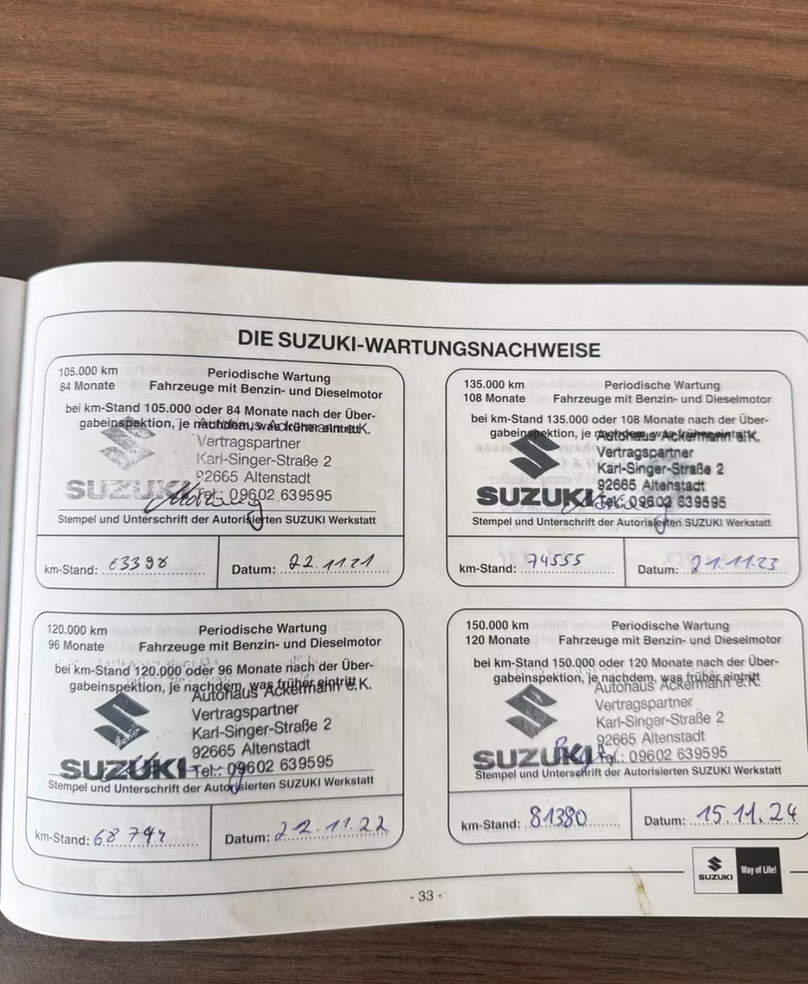 DIE SUZUKI-WARTUNGSNACHWEISE
105.000 km
84 Monate
Periodische Wartung
Fahrzeuge mit Benzin- und Dieselmotor
bei km-Stand 105.000 oder 84 Monate nach der Über-
gabeinspektion, je nachdem, was früher eintritt.
Autohaus Ackermann e.K.
Vertragspartner
Karl-Singer-Straße 2
92665 Altenstadt
SUZUKI Tel.: 09602 639595
Stempel und Unterschrift der Autorisierten SUZUKI Werkstatt
km-Stand: 63398
Datum: 22.11.21
120.000 km
96 Monate
Periodische Wartung
Fahrzeuge mit Benzin- und Dieselmotor
bei km-Stand 120.000 oder 96 Monate nach der Über-
gabeinspektion, je nachdem, was früher eintritt
Autohaus Ackermann e.K.
Vertragspartner
Karl-Singer-Straße 2
92665 Altenstadt
SUZUKI Tel.: 09602 639595
Stempel und Unterschrift der Autorisierten SUZUKI Werkstatt
km-Stand: 68794
Datum: 22.11.22
135.000 km
108 Monate
Periodische Wartung
Fahrzeuge mit Benzin- und Dieselmotor
bei km-Stand 135.000 oder 108 Monate nach der Über-
gabeinspektion, je nachdem, was früher eintritt.
Autohaus Ackermann e.K.
Vertragspartner
Karl-Singer-Straße 2
92665 Altenstadt
SUZUKI Tel.: 09602 639595
Stempel und Unterschrift der Autorisierten SUZUKI Werkstatt
km-Stand: 74555
Datum: 21.11.23
150.000 km
120 Monate
Periodische Wartung
Fahrzeuge mit Benzin- und Dieselmotor
bei km-Stand 150.000 oder 120 Monate nach der Über-
gabeinspektion, je nachdem, was früher eintritt
Autohaus Ackermann e.K.
Vertragspartner
Karl-Singer-Straße 2
92665 Altenstadt
SUZUKI Tel.: 09602 639595
Stempel und Unterschrift der Autorisierten SUZUKI Werkstatt
km-Stand: 81380
Datum: 15.11.24
SUZUKI
Way of Life!
- 33 -